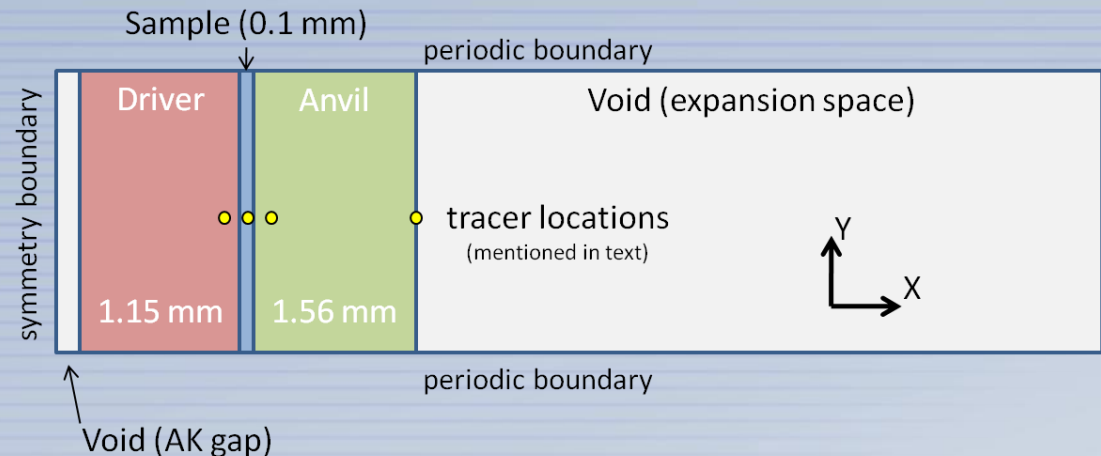 Sample (0.1 mm)
periodic boundary
symmetry boundary
Driver
Anvil
Void (expansion space)
tracer locations
(mentioned in text)
Y
X
1.15 mm
1.56 mm
periodic boundary
Void (AK gap)